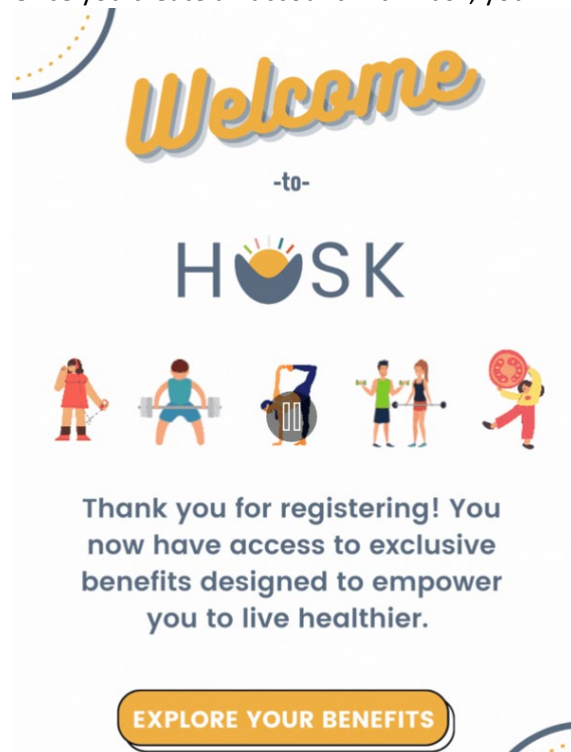 Welcome
-to-
HUSK
Thank you for registering! You
now have access to exclusive
benefits designed to empower
you to live healthier.
EXPLORE YOUR BENEFITS